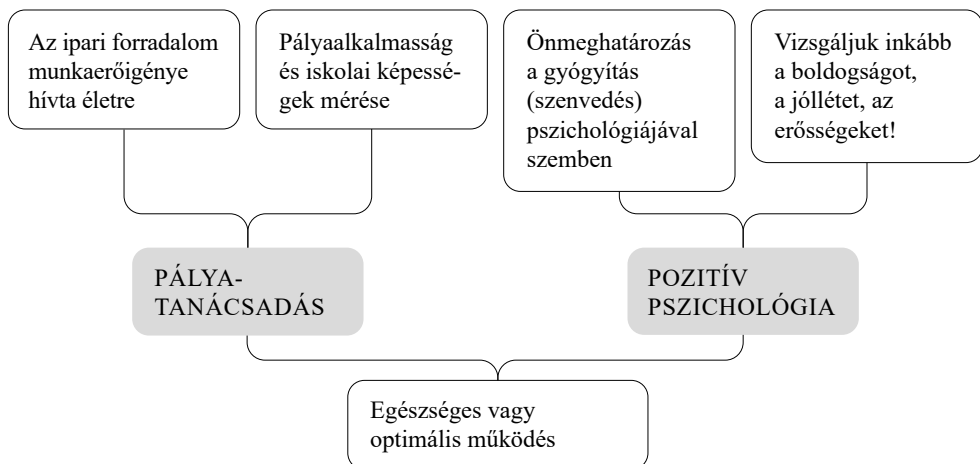 Az ipari forradalom
munkaerőigénye
hívta életre
Pályaalkalmasság
és iskolai képessé-
gek mérése
Önmeghatározás
a gyógyítás
(szenvedés)
pszichológiájával
szemben
Vizsgáljuk inkább
a boldogságot,
a jóllétet, az
erősségeket!
PÁLYA-
TANÁCSADÁS
POZITÍV
PSZICHOLÓGIA
Egészséges vagy
optimális működés